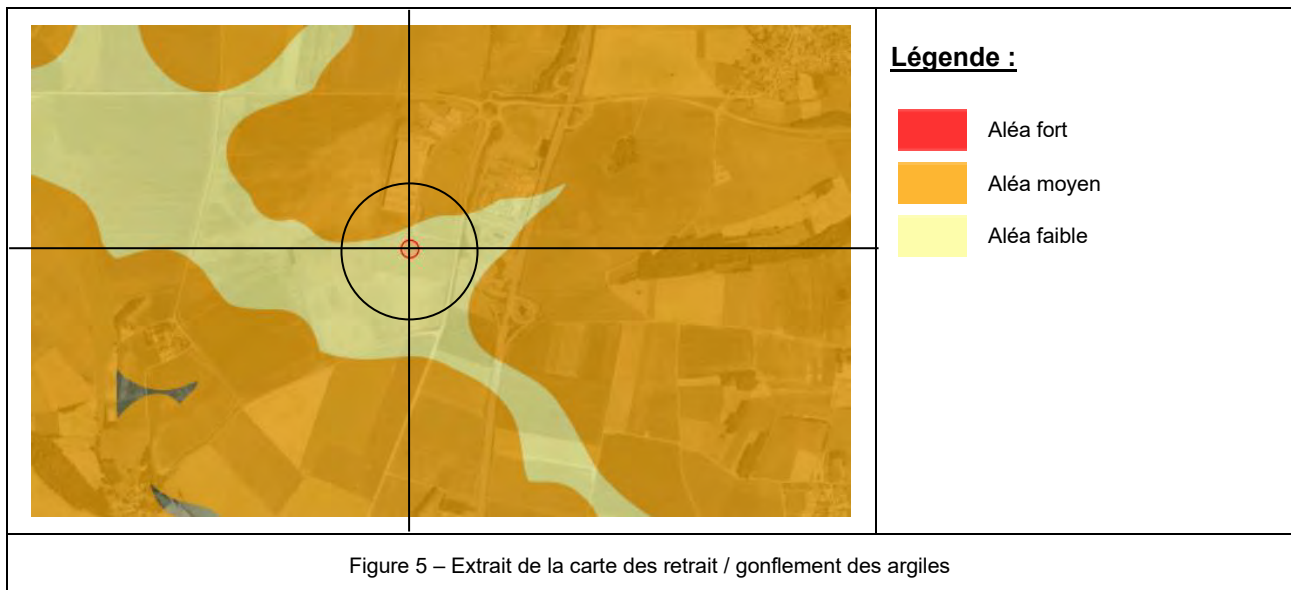 Légende :
Aléa fort
Aléa moyen
Aléa faible
Figure 5 – Extrait de la carte des retrait / gonflement des argiles